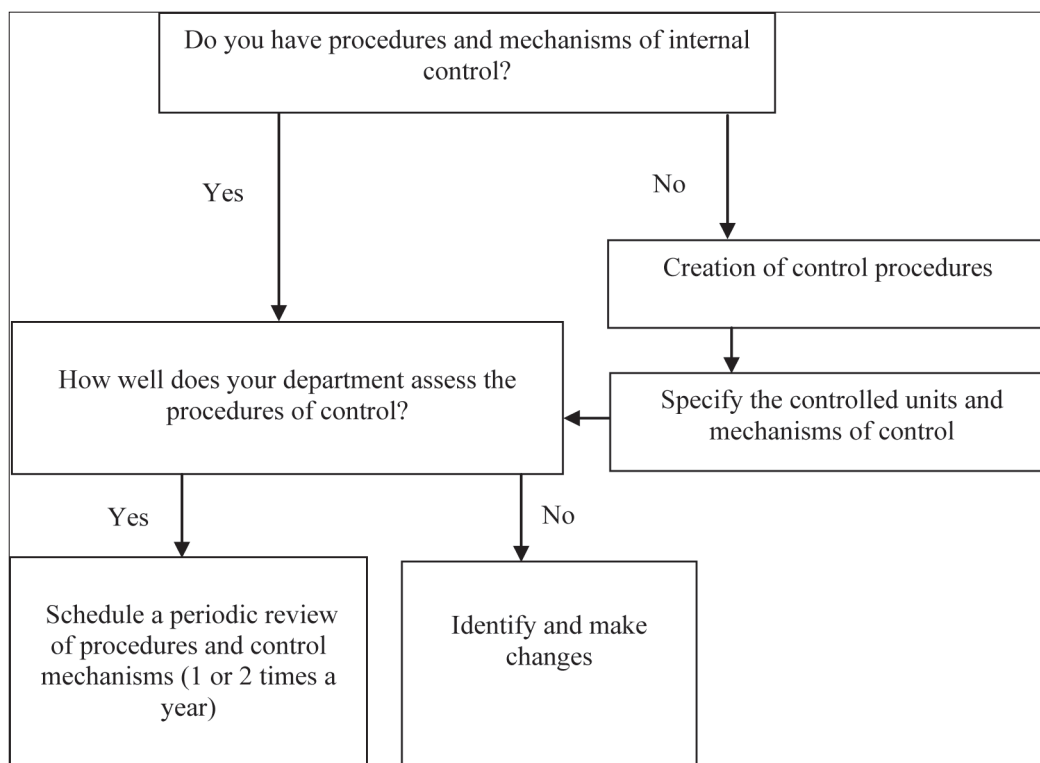 Do you have procedures and mechanisms of internal
control?
Yes
No
Creation of control procedures
How well does your department assess the
procedures of control?
Specify the controlled units and
mechanisms of control
Yes
No
Schedule a periodic review
of procedures and control
mechanisms (1 or 2 times a
year)
Identify and make
changes